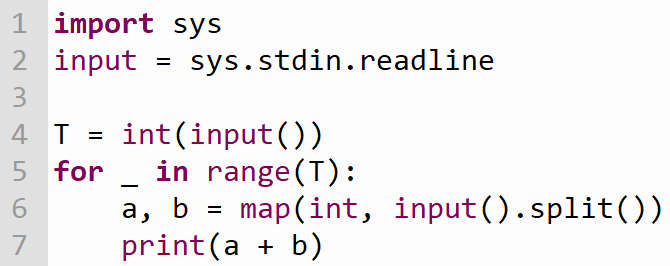 1 import sys
2 input = sys.stdin.readline
3
4 T = int(input())
5 for _ in range(T):
6     a, b = map(int, input().split())
7     print(a + b)